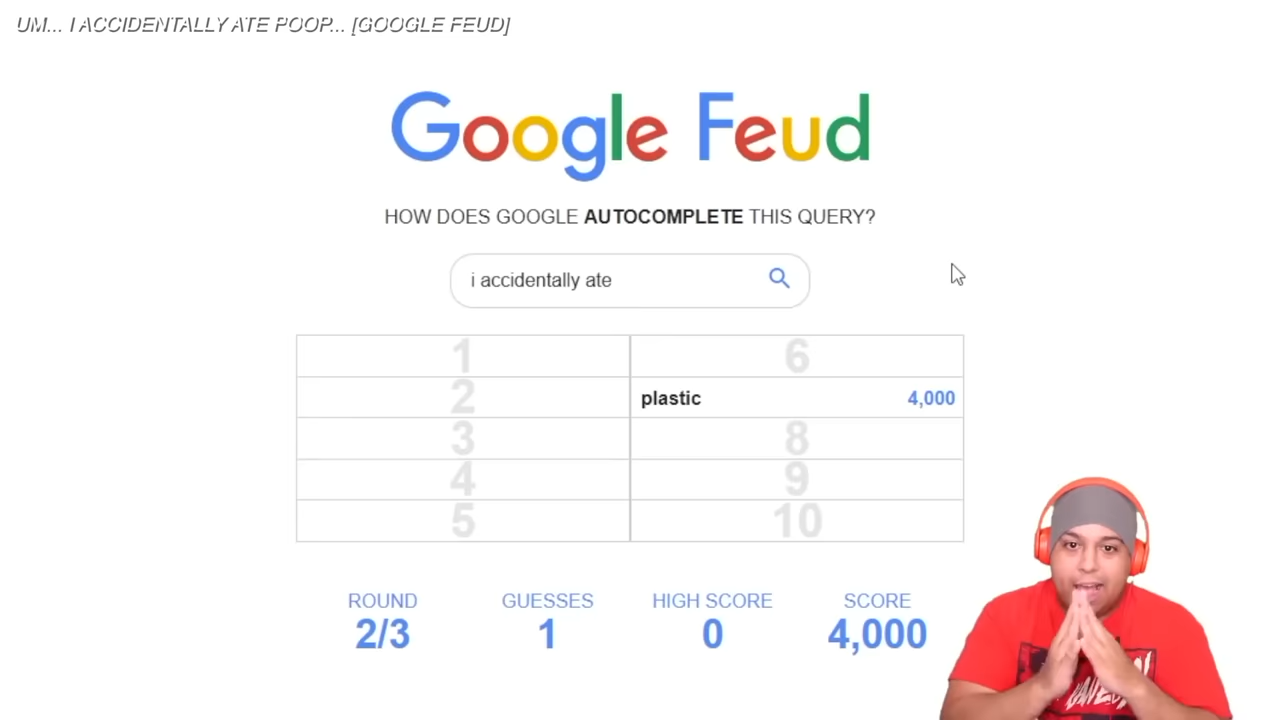 UM... I ACCIDENTALLY ATE POOP... [GOOGLE FEUD]
Google Feud
HOW DOES GOOGLE AUTOCOMPLETE THIS QUERY?
i accidentally ate
1
6
2
plastic 4,000
3
8
4
9
5
10
ROUND GUESSES HIGH SCORE SCORE
2/3 1 0 4,000